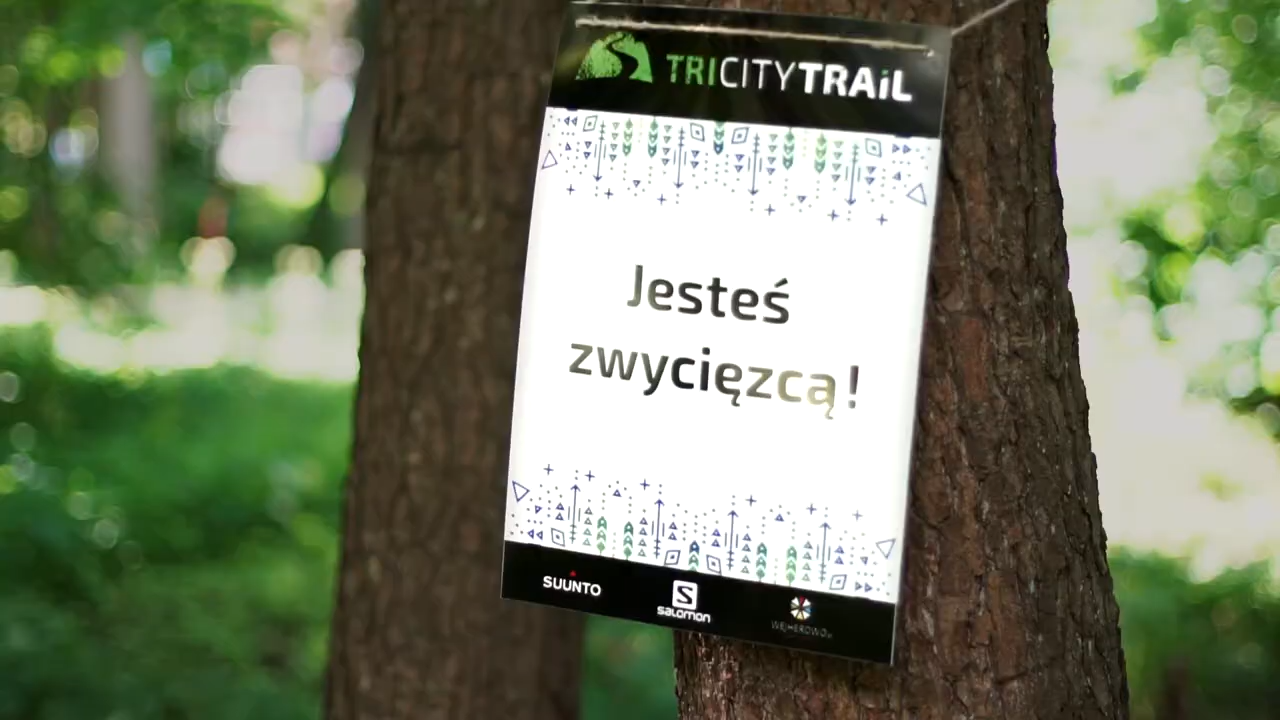 TRICITYTRAiL
Jesteś
zwycięzcą!
SUUNTO
SALOMON
WEJHEROWO